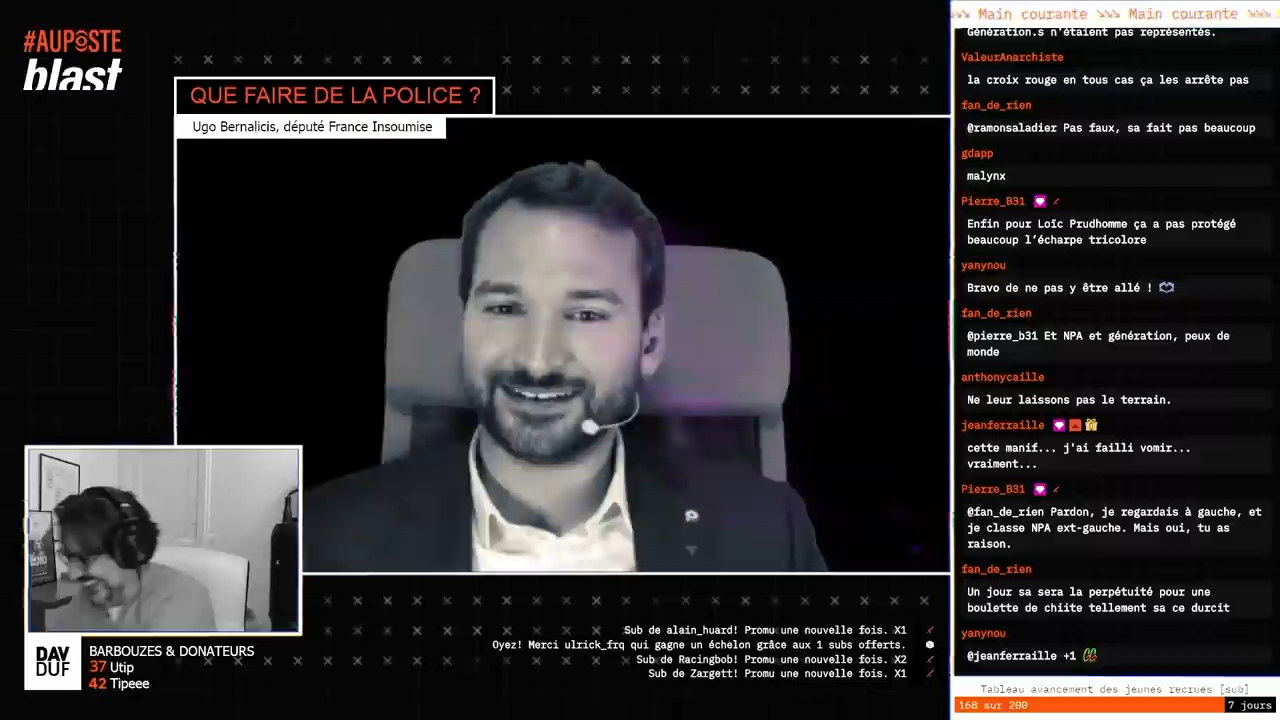 #AUPOSTE
blast
QUE FAIRE DE LA POLICE ?
Ugo Bernalicis, député France Insoumise
DAV
DUF
BARBOUZES & DONATEURS
37 Utip
42 Tipeee
Sub de alain_huard! Promu une nouvelle fois. X1
Oyez! Merci ulrick_frq qui gagne un échelon grâce aux 1 subs offerts.
Sub de Racingbob! Promu une nouvelle fois. X2
Sub de Zargett! Promu une nouvelle fois. X1
Main courante Main courante
Génération.s n'étaient pas représentés.
ValeurAnarchiste
la croix rouge en tous cas ça les arrête pas
fan_de_rien
@ramonsaladier Pas faux, sa fait pas beaucoup
gdapp
malynx
Pierre_B31
Enfin pour Loïc Prudhomme ça a pas protégé
beaucoup l'écharpe tricolore
yanynou
Bravo de ne pas y être allé !
fan_de_rien
@pierre_b31 Et NPA et génération, peux de
monde
anthonycaille
Ne leur laissons pas le terrain.
jeanferraille
cette manif... j'ai failli vomir...
vraiment...
Pierre_B31
@fan_de_rien Pardon, je regardais à gauche, et
je classe NPA ext-gauche. Mais oui, tu as
raison.
fan_de_rien
Un jour sa sera la perpétuité pour une
boulette de chiite tellement sa ce durcit
yanynou
@jeanferraille +1
Tableau avancement des jeunes recrues [sub]
168 sur 200
7 jours